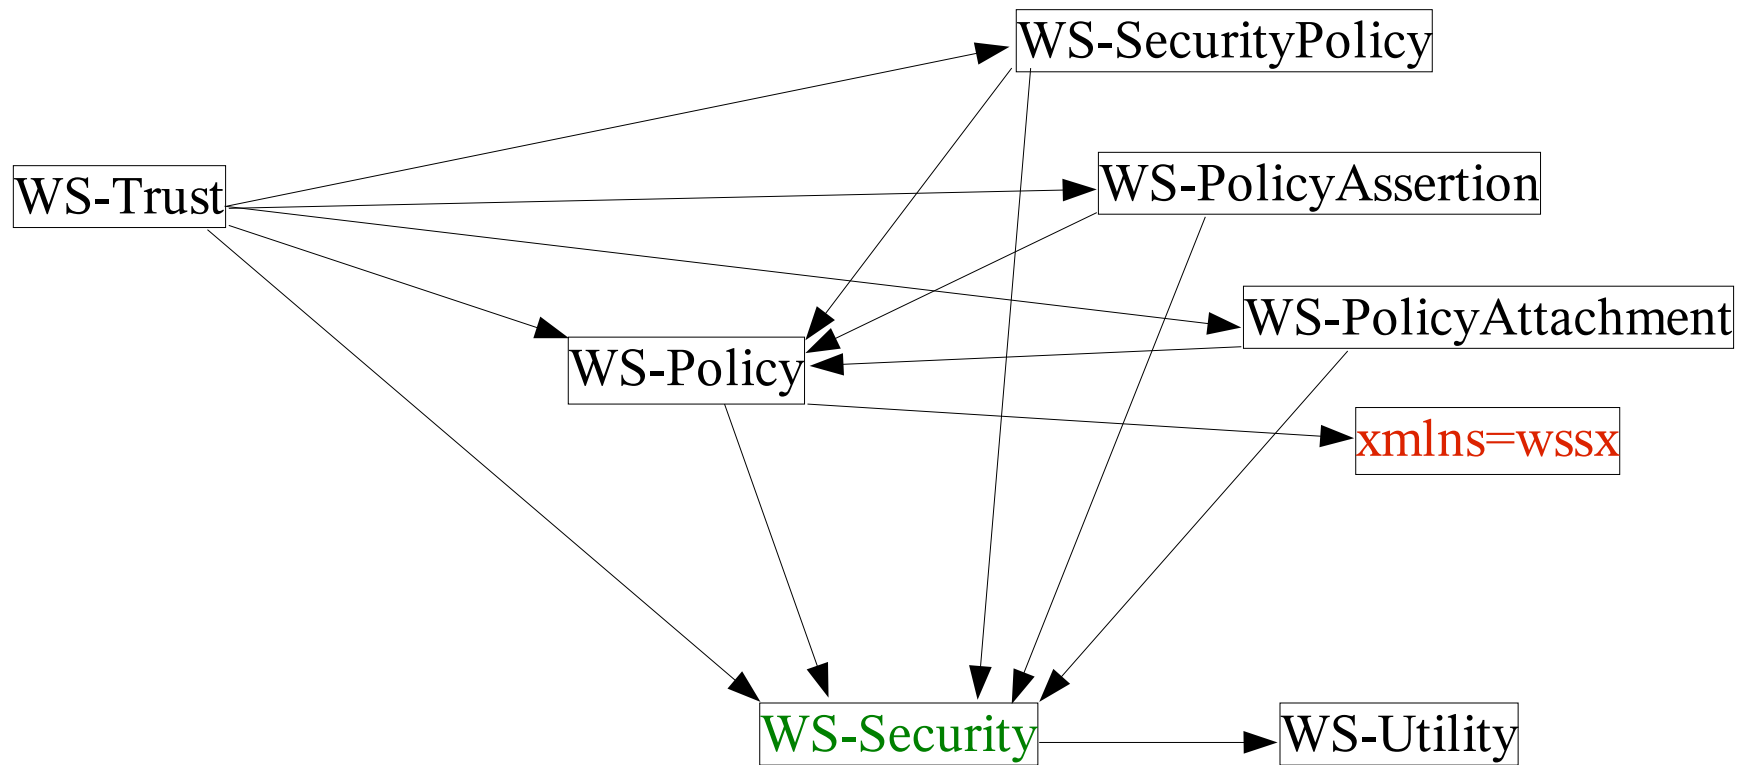 WS-SecurityPolicy
WS-Trust
WS-PolicyAssertion
WS-PolicyAttachment
WS-Policy
xmlns=wssx
WS-Security
WS-Utility